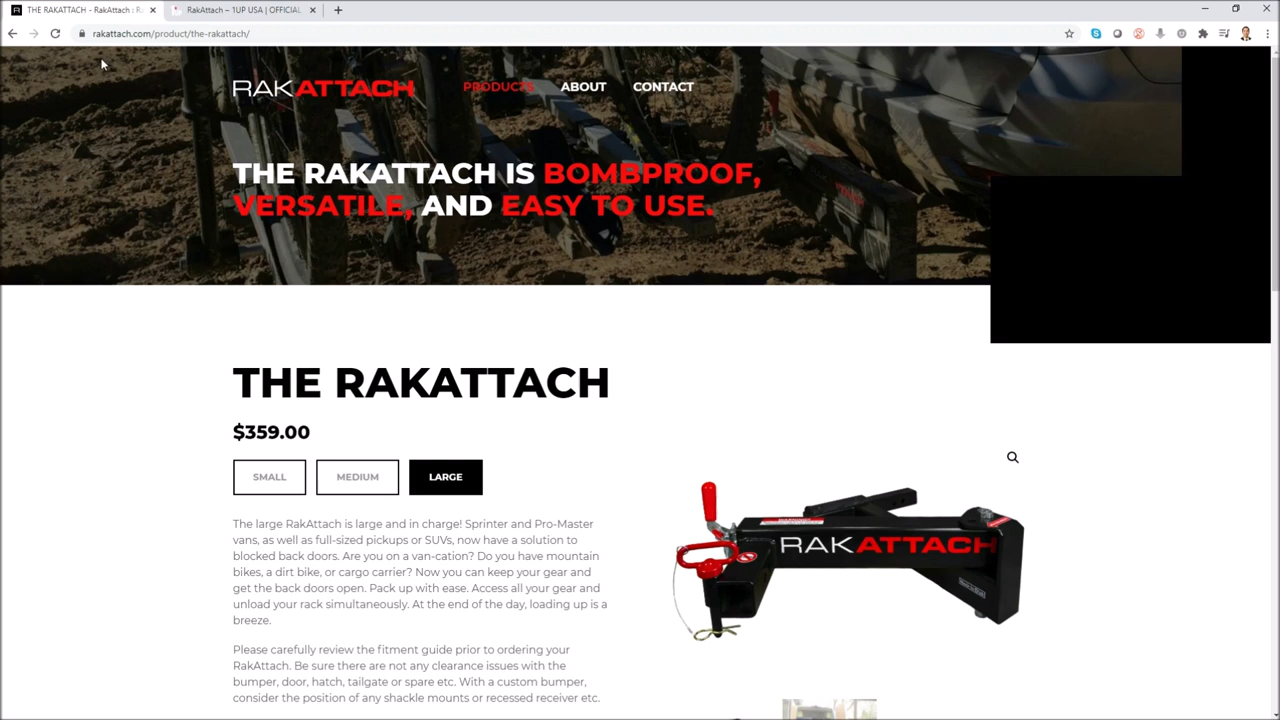 THE RAKATTACH - RakAttach : Ra
RakAttach – 1UP USA | OFFICIAL
rakattach.com/product/the-rakattach/
RAKATTACH PRODUCTS ABOUT CONTACT
THE RAKATTACH IS BOMBPROOF,
VERSATILE, AND EASY TO USE.
THE RAKATTACH
$359.00
SMALL MEDIUM LARGE
The large RakAttach is large and in charge! Sprinter and Pro-Master
vans, as well as full-sized pickups or SUVs, now have a solution to
blocked back doors. Are you on a van-cation? Do you have mountain
bikes, a dirt bike, or cargo carrier? Now you can keep your gear and
get the back doors open. Pack up with ease. Access all your gear and
unload your rack simultaneously. At the end of the day, loading up is a
breeze.
Please carefully review the fitment guide prior to ordering your
RakAttach. Be sure there are not any clearance issues with the
bumper, door, hatch, tailgate or spare etc. With a custom bumper,
consider the position of any shackle mounts or recessed receiver etc.
RAKATTACH